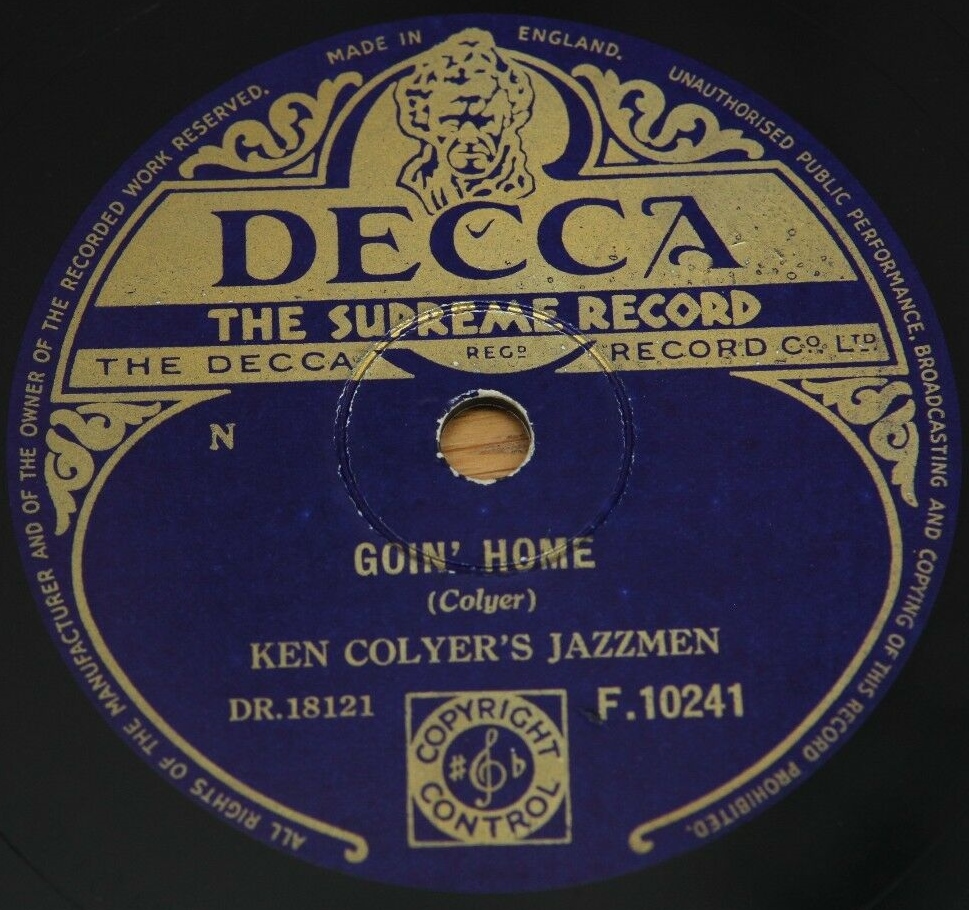 ALL RIGHTS OF THE MANUFACTURER AND OF THE OWNER OF THE RECORDED WORK RESERVED. MADE IN ENGLAND. UNAUTHORISED PUBLIC PERFORMANCE, BROADCASTING AND COPYING OF THIS RECORD PROHIBITED.
DECCA
THE SUPREME RECORD
THE DECCA REGD RECORD CO. LTD.
N
GOIN' HOME
(Colyer)
KEN COLYER'S JAZZMEN
DR.18121 F.10241
COPYRIGHT
CONTROL